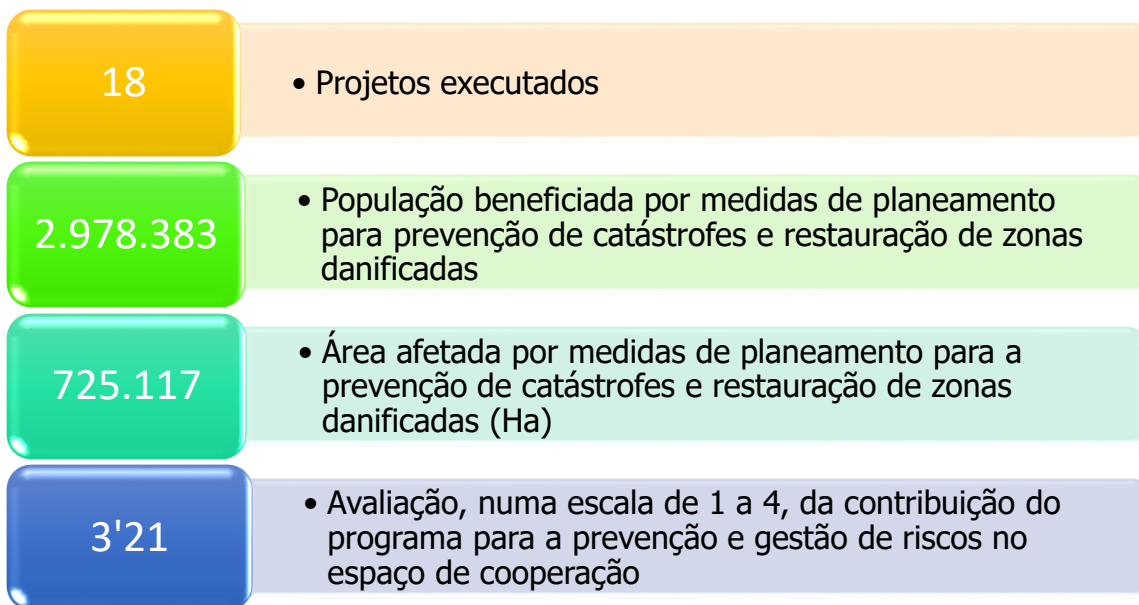 18
• Projetos executados
2.978.383
• População beneficiada por medidas de planeamento
para prevenção de catástrofes e restauração de zonas
danificadas
725.117
• Área afetada por medidas de planeamento para a
prevenção de catástrofes e restauração de zonas
danificadas (Ha)
3'21
• Avaliação, numa escala de 1 a 4, da contribuição do
programa para a prevenção e gestão de riscos no
espaço de cooperação